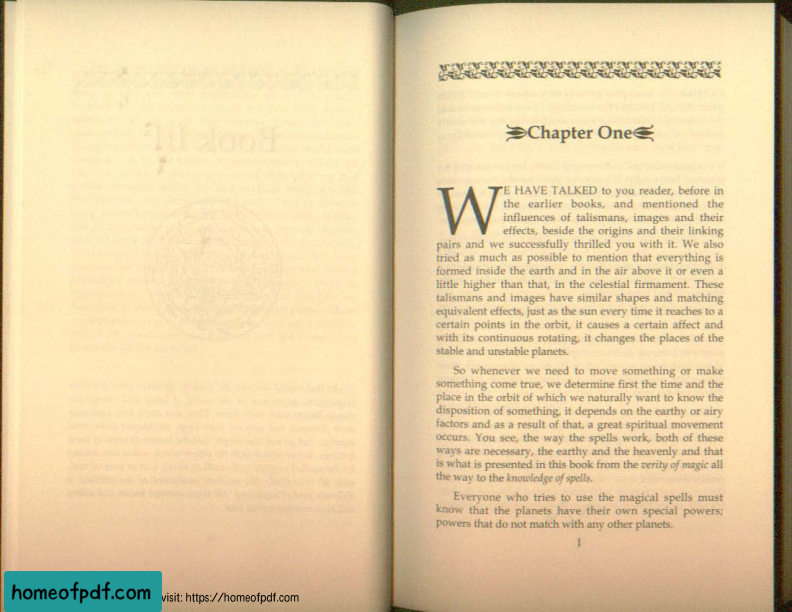 Book III
Chapter One
WE HAVE TALKED to you reader, before in
the earlier books, and mentioned the
influences of talismans, images and their
effects, beside the origins and their linking
pairs and we successfully thrilled you with it. We also
tried as much as possible to mention that everything is
formed inside the earth and in the air above it or even a
little higher than that, in the celestial firmament. These
talismans and images have similar shapes and matching
equivalent effects, just as the sun every time it reaches to a
certain points in the orbit, it causes a certain affect and
with its continuous rotating, it changes the places of the
stable and unstable planets.
So whenever we need to move something or make
something come true, we determine first the time and the
place in the orbit of which we naturally want to know the
disposition of something, it depends on the earthy or airy
factors and as a result of that, a great spiritual movement
occurs. You see, the way the spells work, both of these
ways are necessary, the earthy and the heavenly and that
is what is presented in this book from the verity of magic all
the way to the knowledge of spells.
Everyone who tries to use the magical spells must
know that the planets have their own special powers;
powers that do not match with any other planets.
1
homeofpdf.com
visit: https://homeofpdf.com